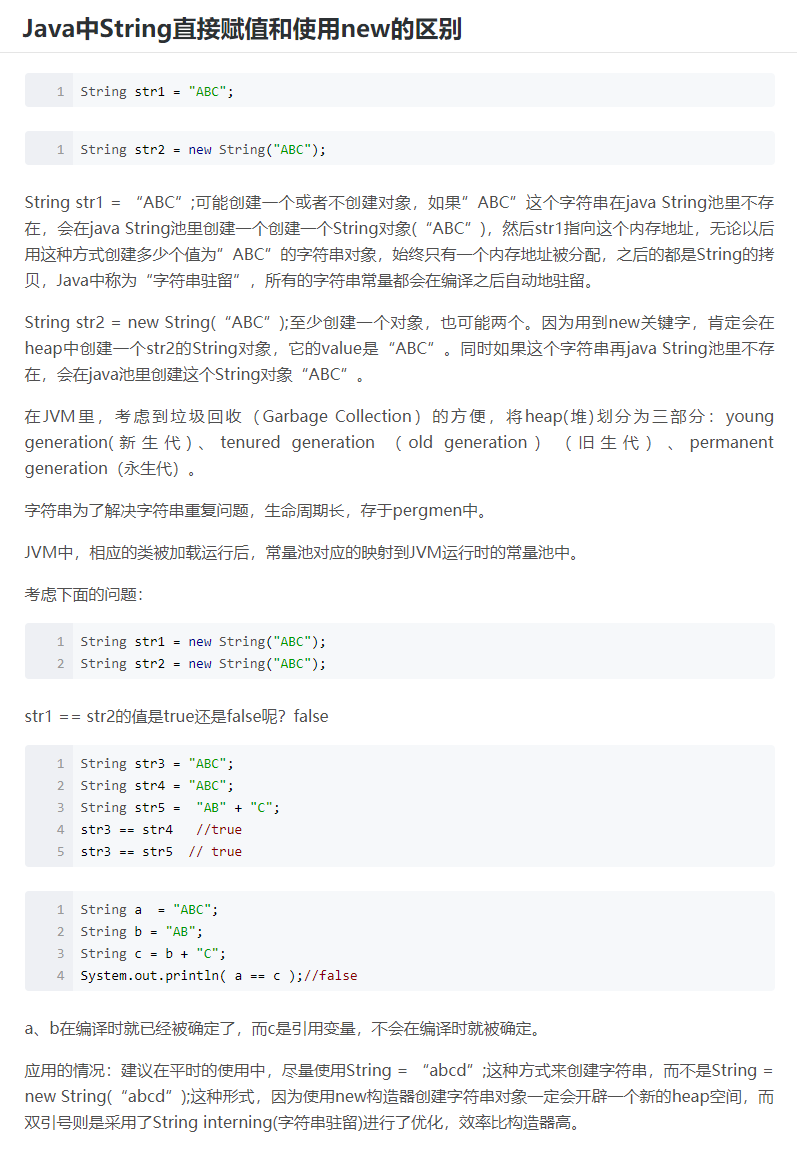 Java中String直接赋值和使用new的区别
1 String str1 = "ABC";
1 String str2 = new String("ABC");
String str1 = “ABC”;可能创建一个或者不创建对象，如果”ABC”这个字符串在java String池里不存
在，会在java String池里创建一个创建一个String对象(“ABC”)，然后str1指向这个内存地址，无论以后
用这种方式创建多少个值为”ABC”的字符串对象，始终只有一个内存地址被分配，之后的都是String的拷
贝，Java中称为“字符串驻留”，所有的字符串常量都会在编译之后自动地驻留。
String str2 = new String(“ABC”);至少创建一个对象，也可能两个。因为用到new关键字，肯定会在
heap中创建一个str2的String对象，它的value是“ABC”。同时如果这个字符串再java String池里不存
在，会在java池里创建这个String对象“ABC”。
在JVM里，考虑到垃圾回收（Garbage Collection）的方便，将heap(堆)划分为三部分：young
generation(新生代)、tenured generation （old generation）（旧生代）、permanent
generation（永生代）。
字符串为了解决字符串重复问题，生命周期长，存于pergmen中。
JVM中，相应的类被加载运行后，常量池对应的映射到JVM运行时的常量池中。
考虑下面的问题：
1 String str1 = new String("ABC");
2 String str2 = new String("ABC");
str1 == str2的值是true还是false呢？false
1 String str3 = "ABC";
2 String str4 = "ABC";
3 String str5 =  "AB" + "C";
4 str3 == str4   //true
5 str3 == str5  // true
1 String a  = "ABC";
2 String b = "AB";
3 String c = b + "C";
4 System.out.println( a == c );//false
a、b在编译时就已经被确定了，而c是引用变量，不会在编译时就被确定。
应用的情况：建议在平时的使用中，尽量使用String = “abcd”;这种方式来创建字符串，而不是String =
new String(“abcd”);这种形式，因为使用new构造器创建字符串对象一定会开辟一个新的heap空间，而
双引号则是采用了String interning(字符串驻留)进行了优化，效率比构造器高。